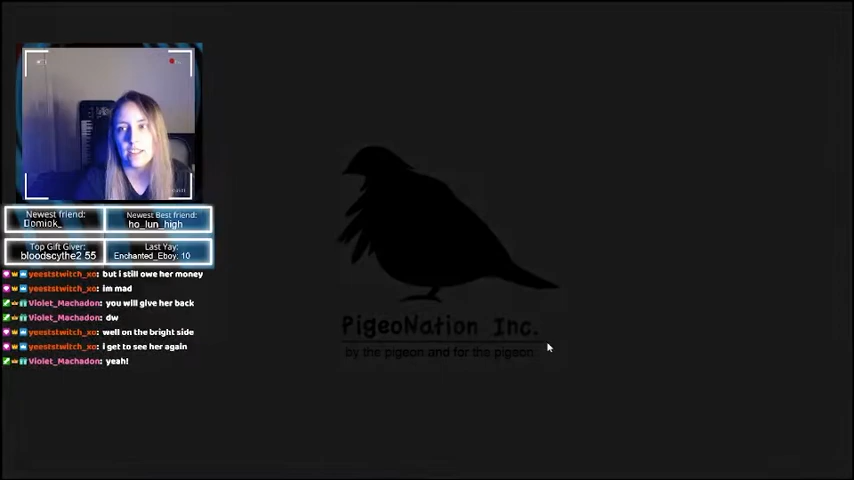 Newest friend:
Domiok_
Newest Best friend:
ho_lun_high
Top Gift Giver:
bloodscythe2 55
Last Yay:
Enchanted_Eboy: 10
yeeststwitch_xo: but i still owe her money
yeeststwitch_xo: im mad
Violet_Machadon: you will give her back
Violet_Machadon: dw
yeeststwitch_xo: well on the bright side
yeeststwitch_xo: i get to see her again
Violet_Machadon: yeah!
PigeoNation Inc.
by the pigeon and for the pigeon